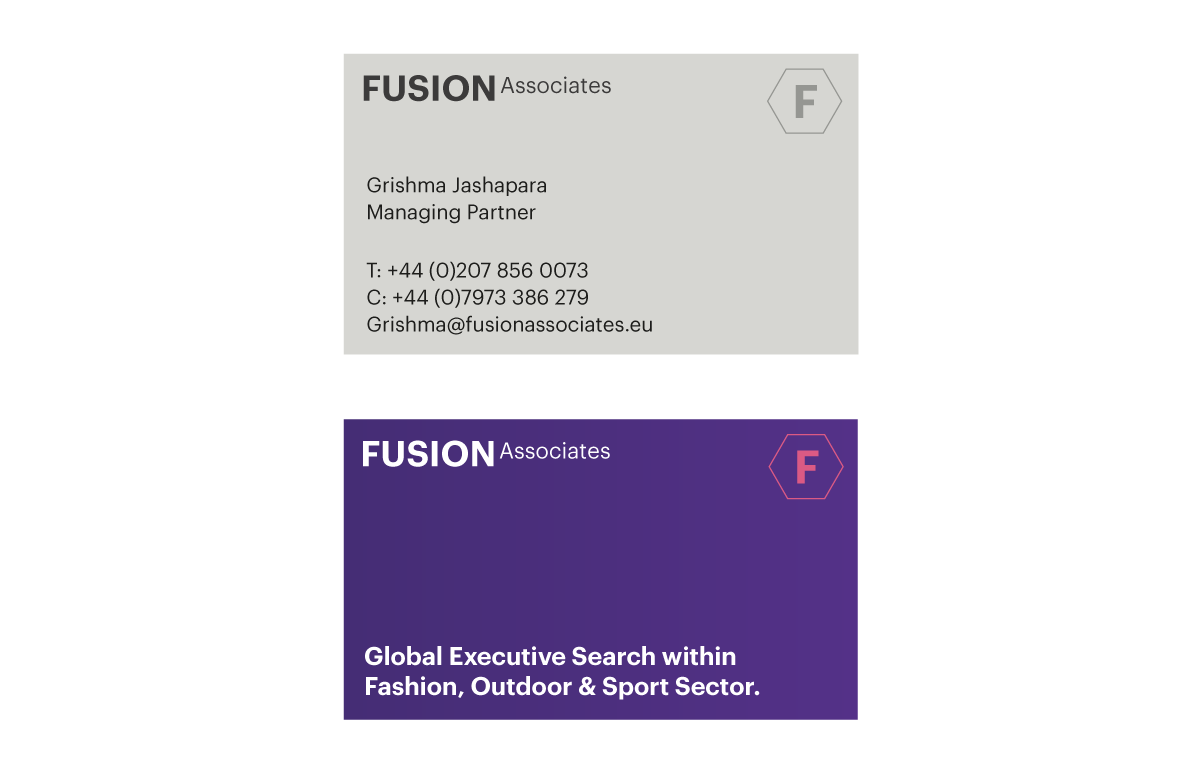 FUSION Associates
F
Grishma Jashapara
Managing Partner
T: +44 (0)207 856 0073
C: +44 (0)7973 386 279
Grishma@fusionassociates.eu
FUSION Associates
F
Global Executive Search within
Fashion, Outdoor & Sport Sector.